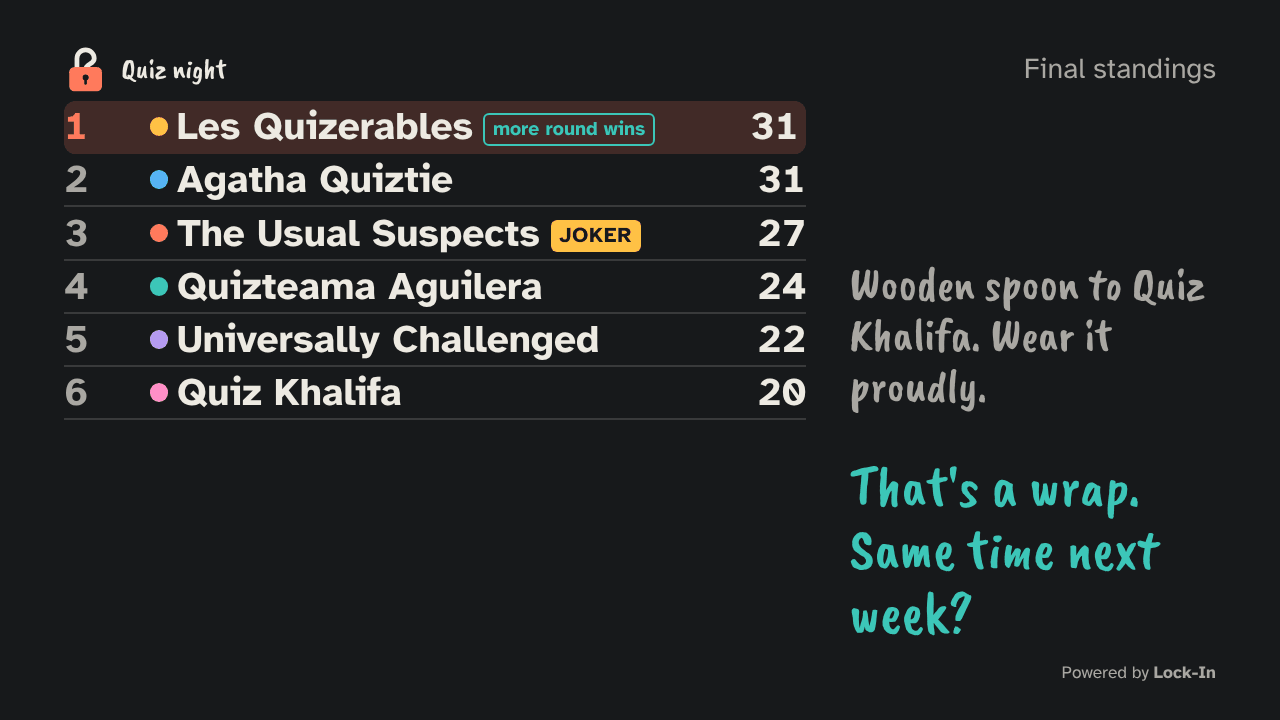 Quiz night
Final standings
1 Les Quizerables more round wins 31
2 Agatha Quiztie 31
3 The Usual Suspects JOKER 27
4 Quizteama Aguilera 24
5 Universally Challenged 22
6 Quiz Khalifa 20
Wooden spoon to Quiz
Khalifa. Wear it
proudly.
That's a wrap.
Same time next
week?
Powered by Lock-In